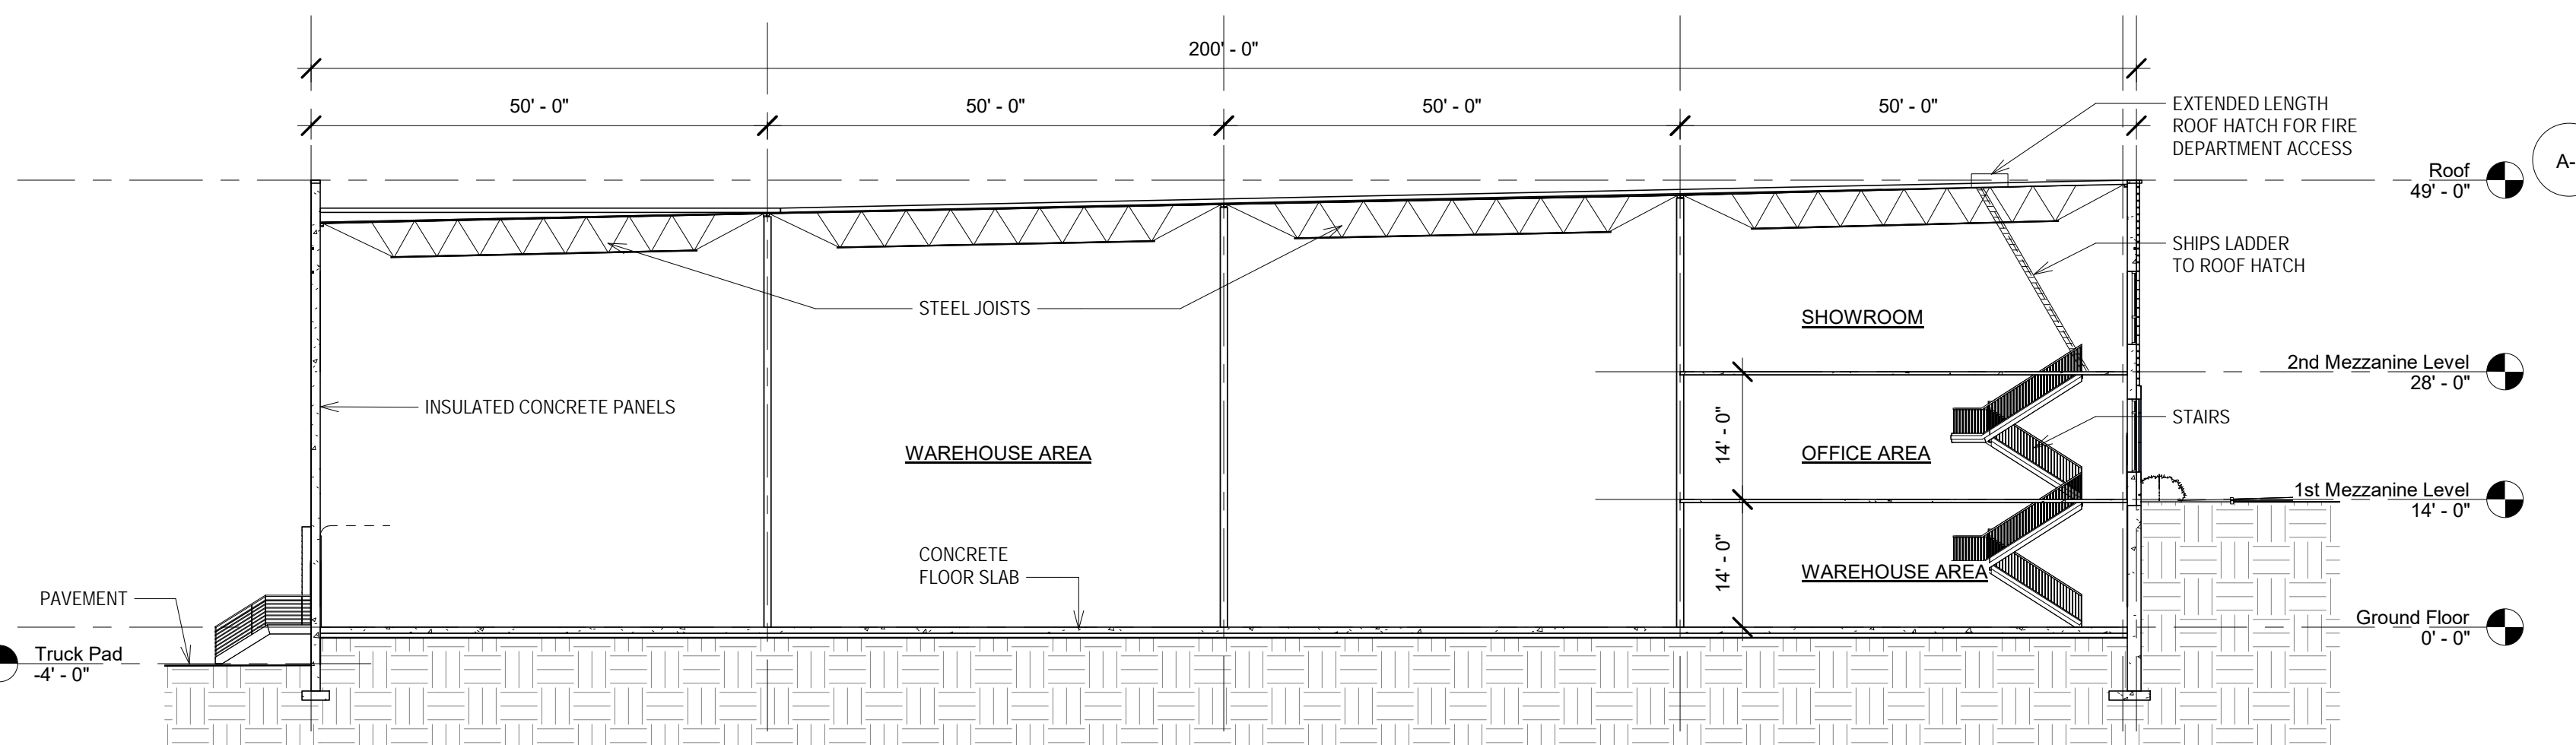 200' - 0"
50' - 0"
50' - 0"
50' - 0"
50' - 0"
EXTENDED LENGTH
ROOF HATCH FOR FIRE
DEPARTMENT ACCESS
A-
Roof
49' - 0"
SHIPS LADDER
TO ROOF HATCH
STEEL JOISTS
SHOWROOM
2nd Mezzanine Level
28' - 0"
INSULATED CONCRETE PANELS
STAIRS
14' - 0"
WAREHOUSE AREA
OFFICE AREA
1st Mezzanine Level
14' - 0"
CONCRETE
FLOOR SLAB
14' - 0"
WAREHOUSE AREA
PAVEMENT
Ground Floor
0' - 0"
Truck Pad
-4' - 0"